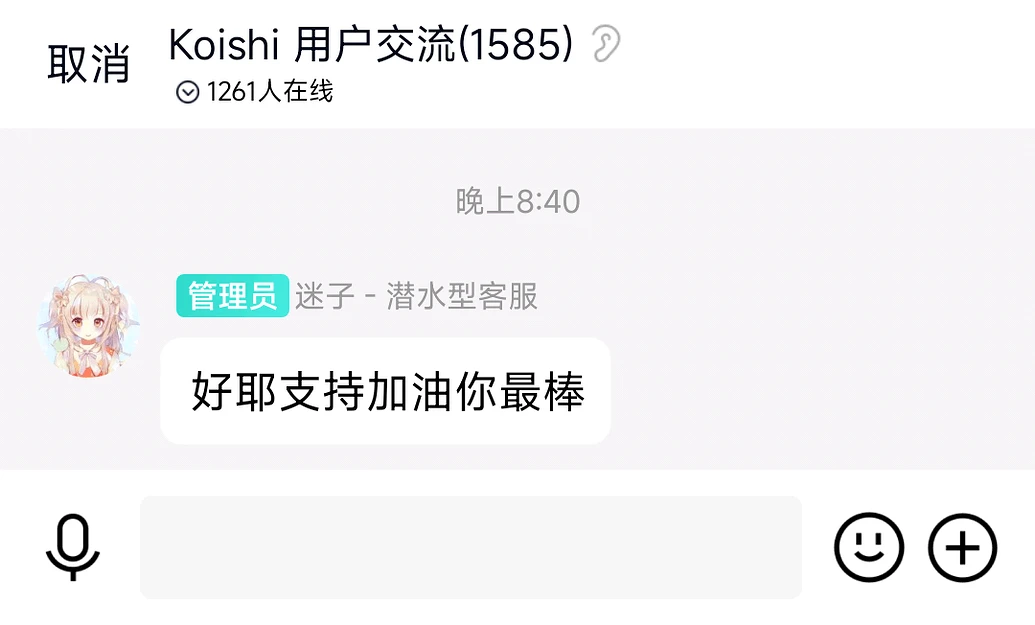 取消
Koishi 用户交流(1585)
1261人在线
晚上8:40
管理员 迷子 - 潜水型客服
好耶支持加油你最棒